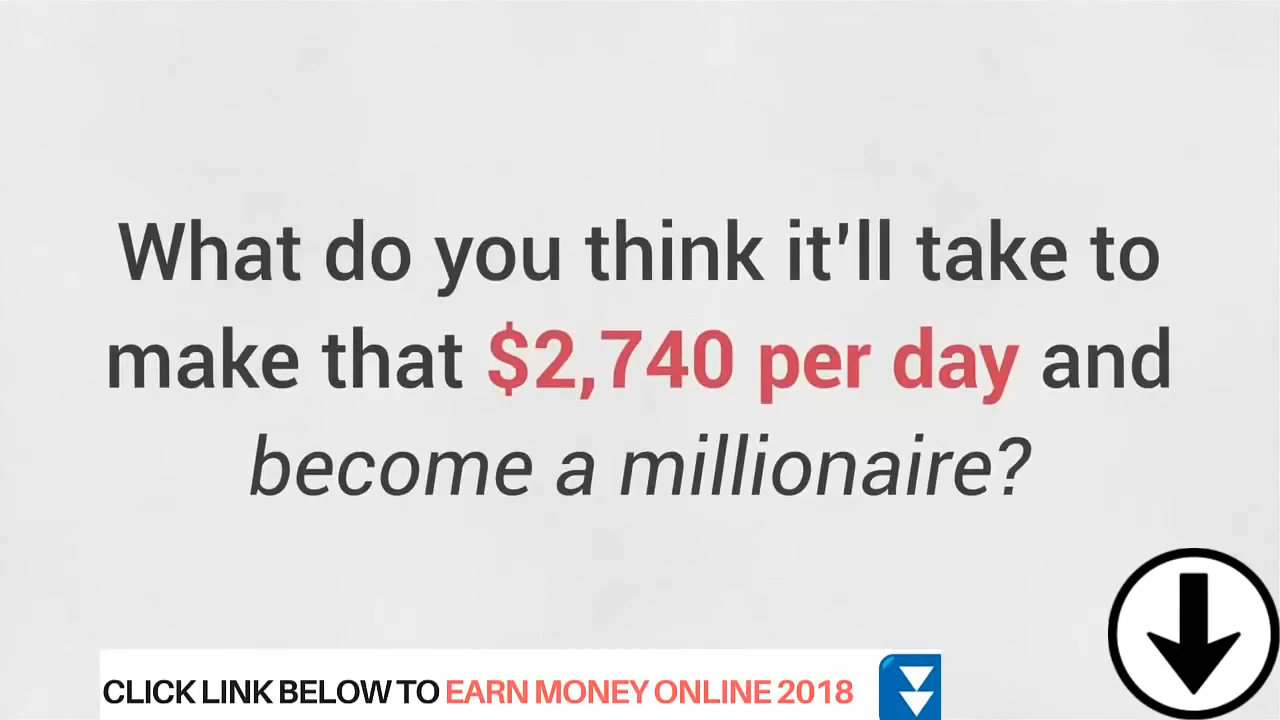 What do you think it'll take to
make that $2,740 per day and
become a millionaire?
CLICK LINK BELOW TO EARN MONEY ONLINE 2018